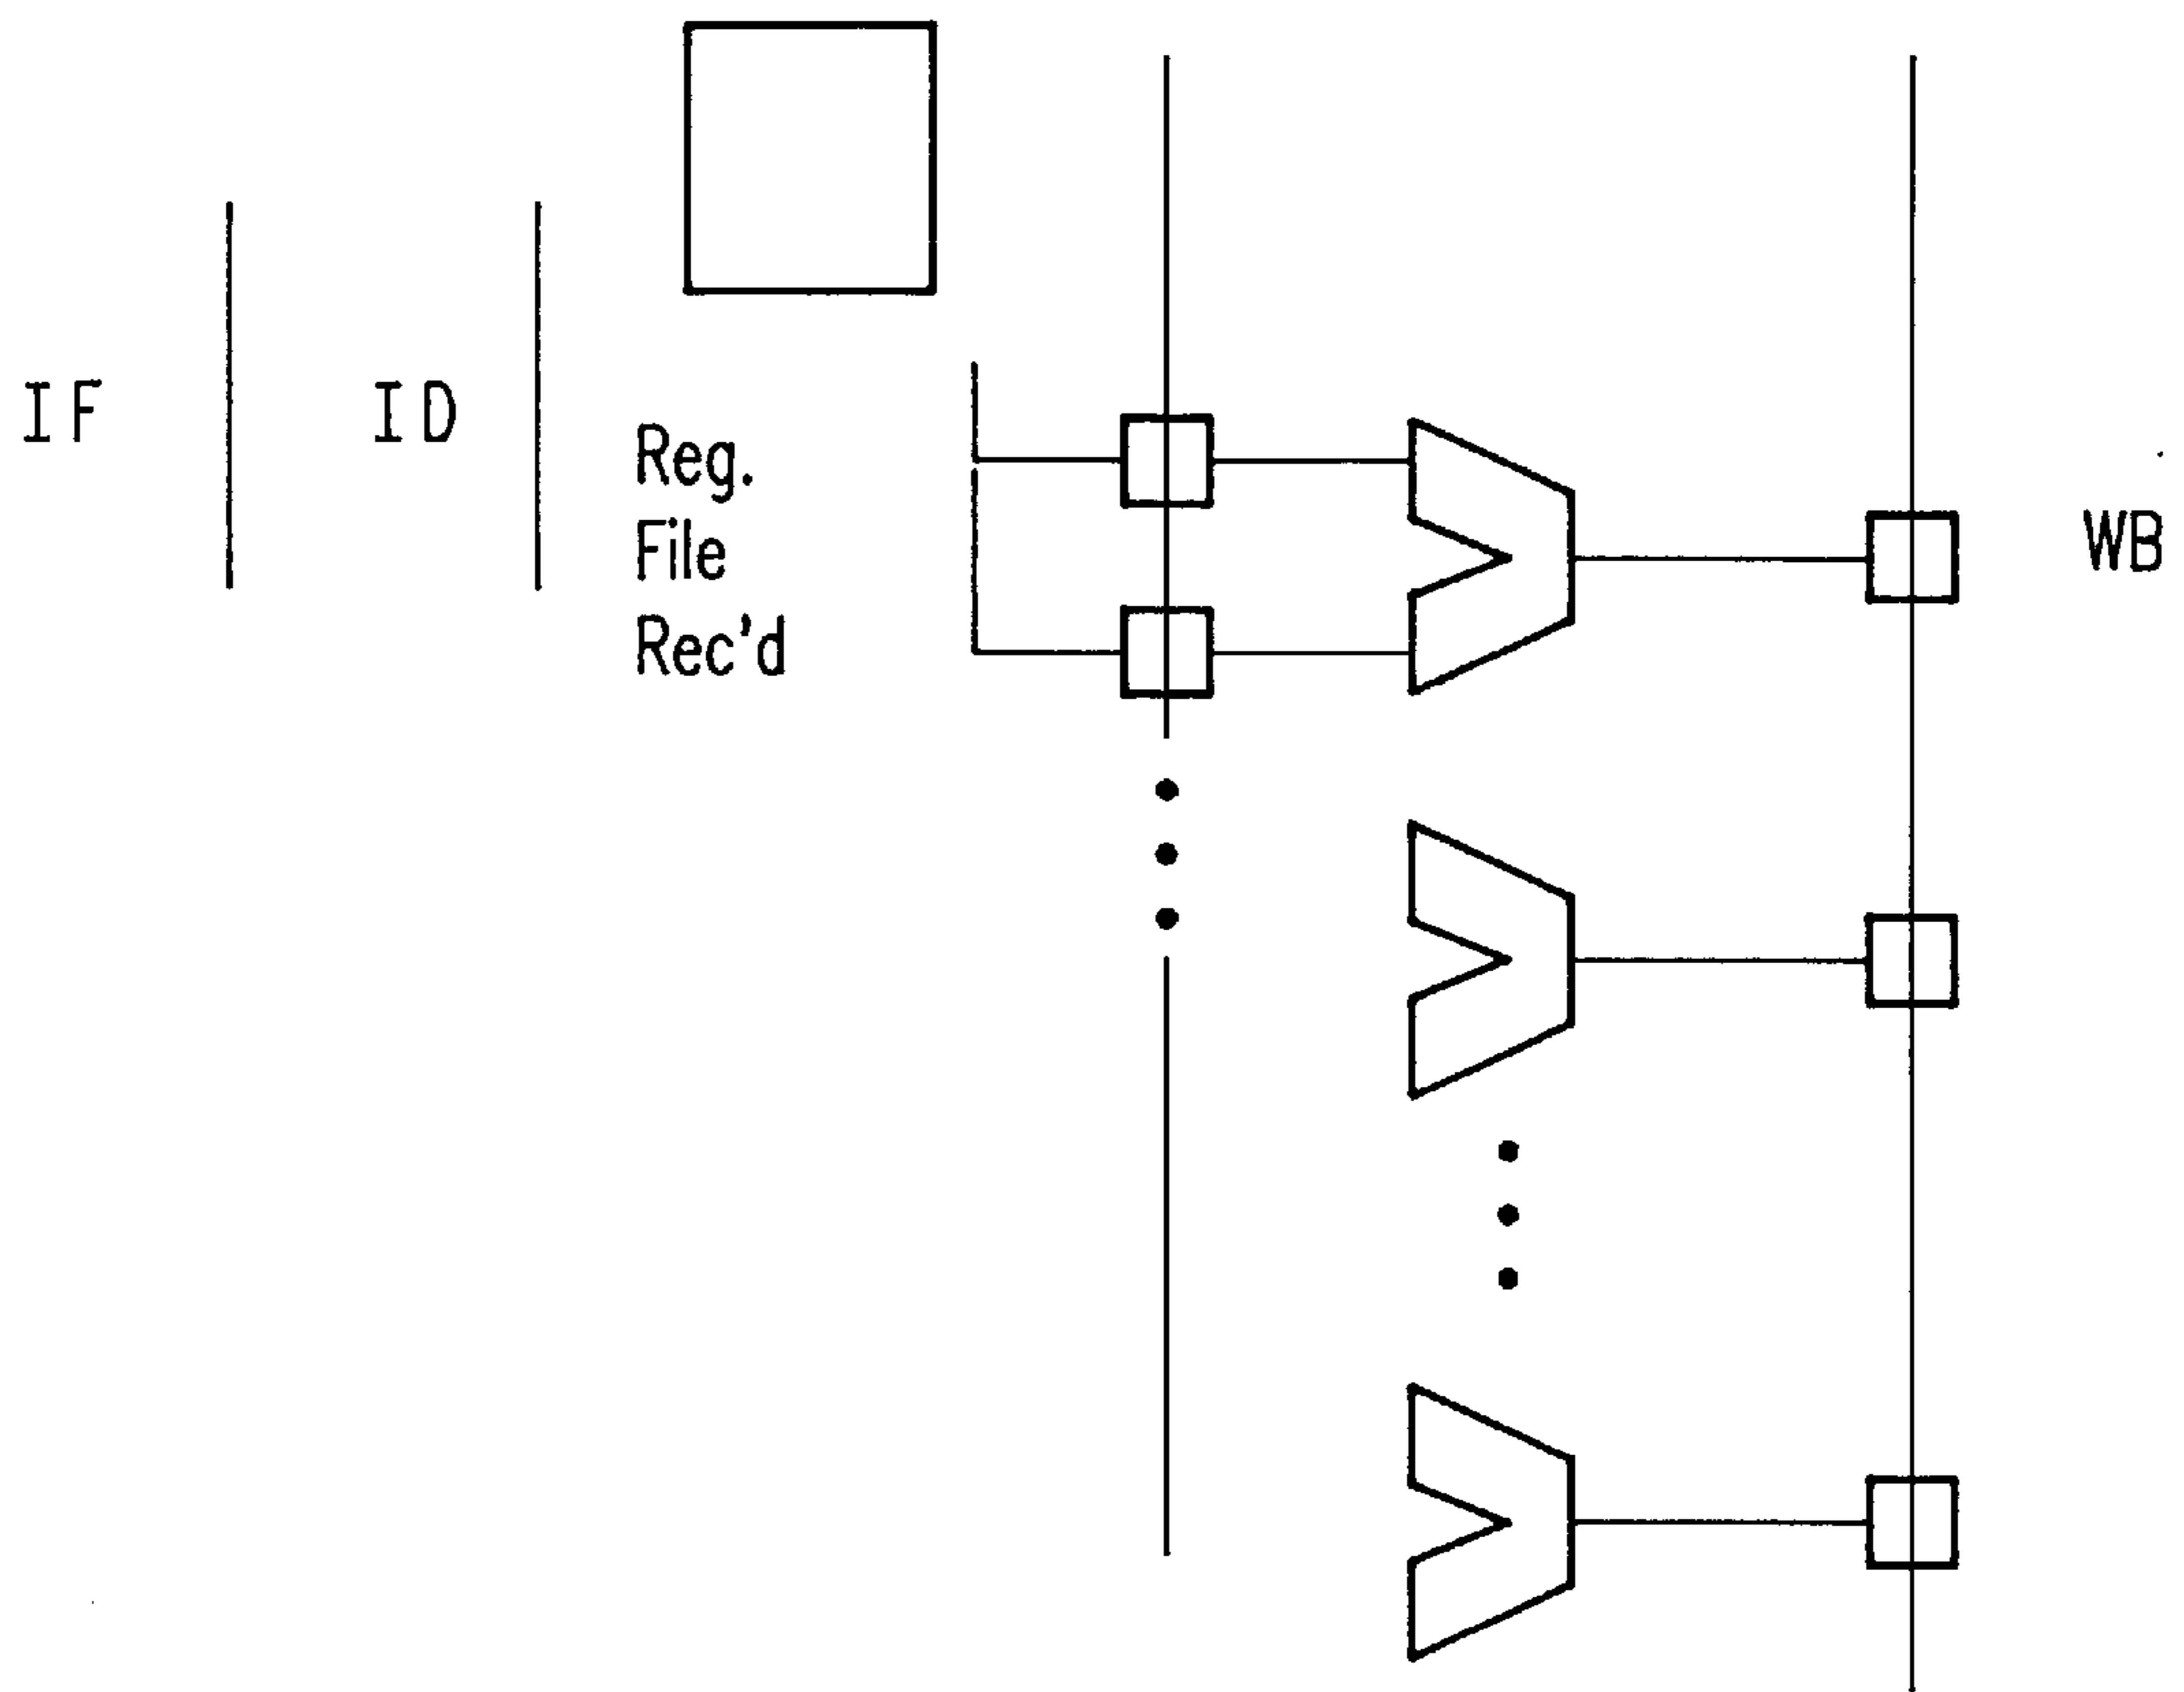 IF
ID
Reg.
File
Rec'd
WB